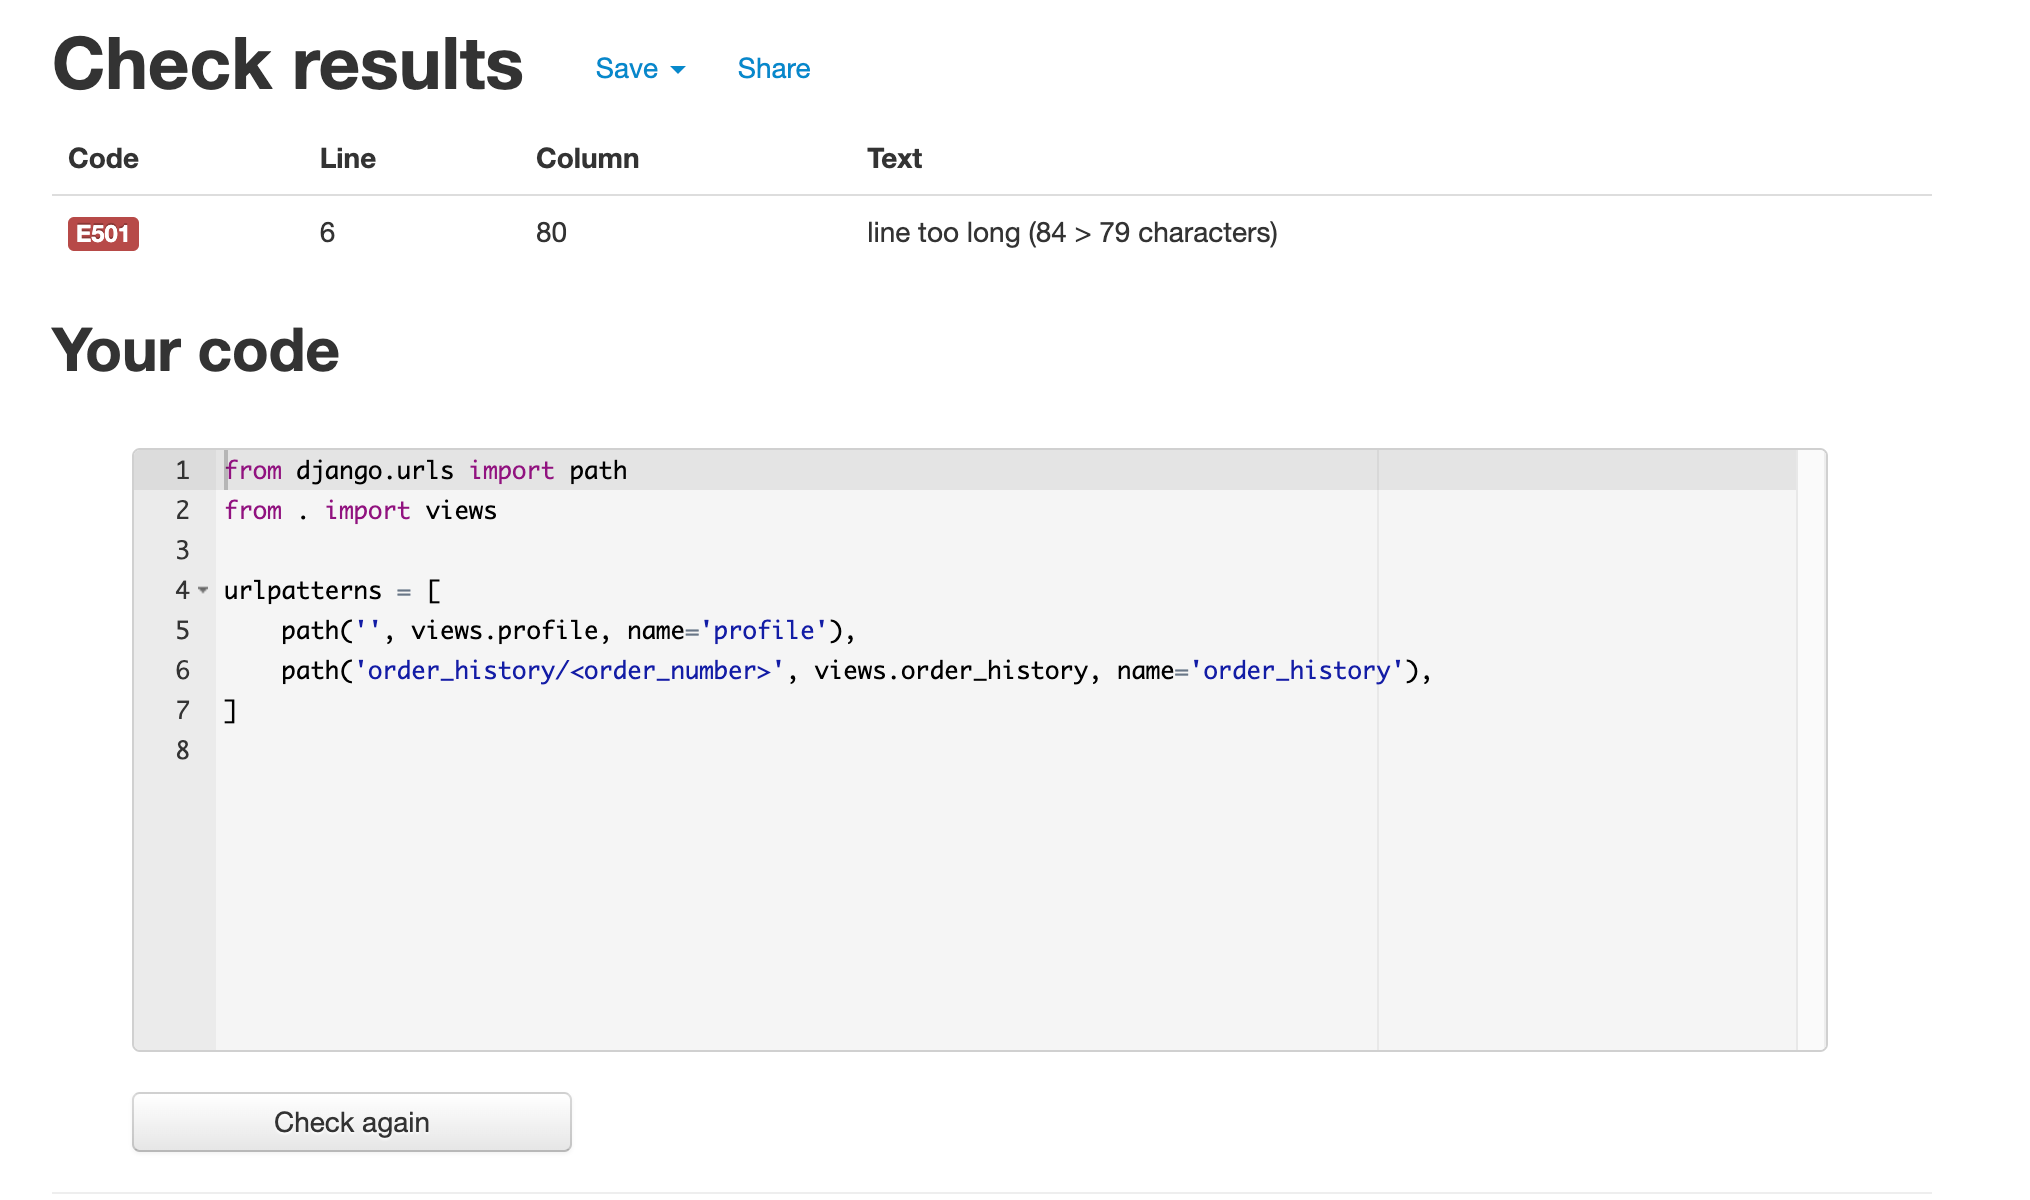 Check results Save Share
Code Line Column Text
E501 6 80 line too long (84 > 79 characters)
Your code
1 from django.urls import path
2 from . import views
3
4 urlpatterns = [
5     path('', views.profile, name='profile'),
6     path('order_history/<order_number>', views.order_history, name='order_history'),
7 ]
8
Check again